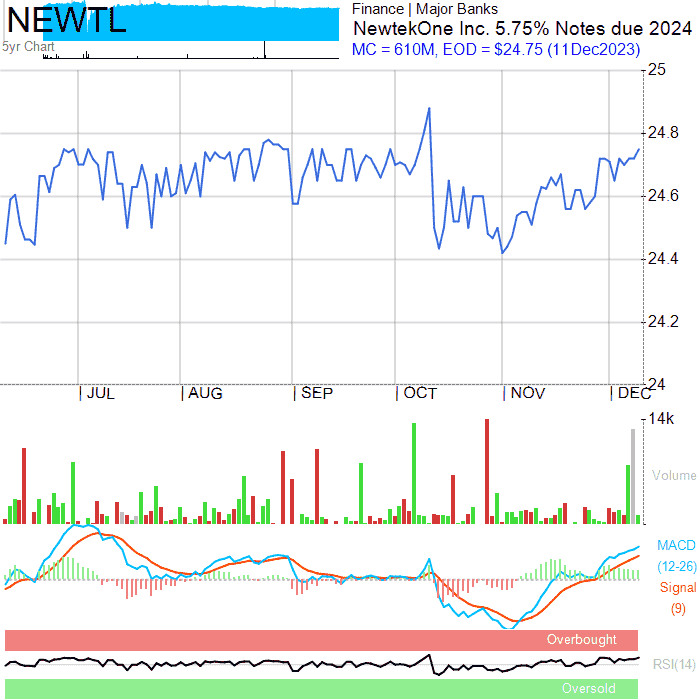 NEWTL
5yr Chart
Finance | Major Banks
NewtekOne Inc. 5.75% Notes due 2024
MC = 610M, EOD = $24.75 (11Dec2023)
25
24.8
24.6
24.4
24.2
24
JUL AUG SEP OCT NOV DEC
14k
Volume
MACD
(12-26)
Signal
(9)
Overbought
RSI(14)
Oversold